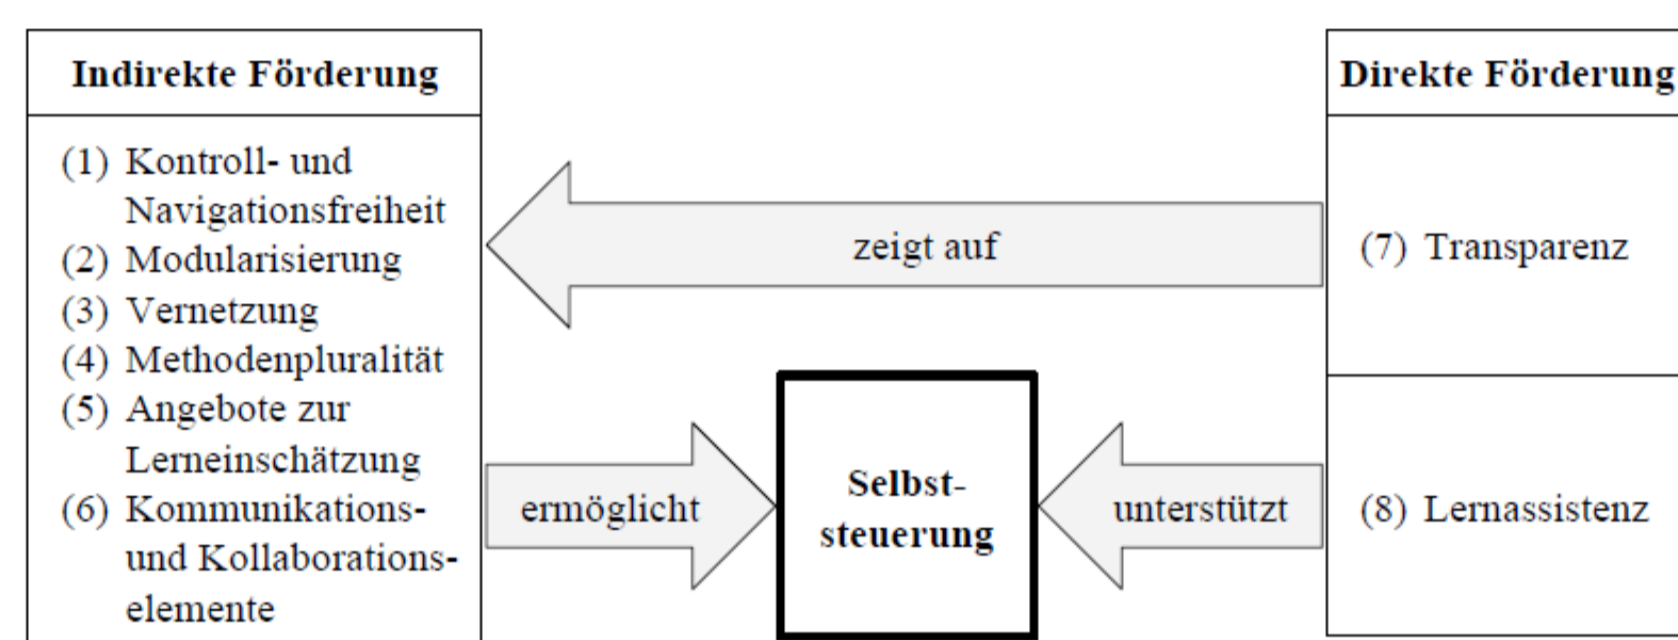 Indirekte Förderung
(1) Kontroll- und
Navigationsfreiheit
(2) Modularisierung
(3) Vernetzung
(4) Methodenpluralität
(5) Angebote zur
Lerneinschätzung
(6) Kommunikations-
und Kollaborations-
elemente
zeigt auf
ermöglicht
Selbst-
steuerung
unterstützt
Direkte Förderung
(7) Transparenz
(8) Lernassistenz